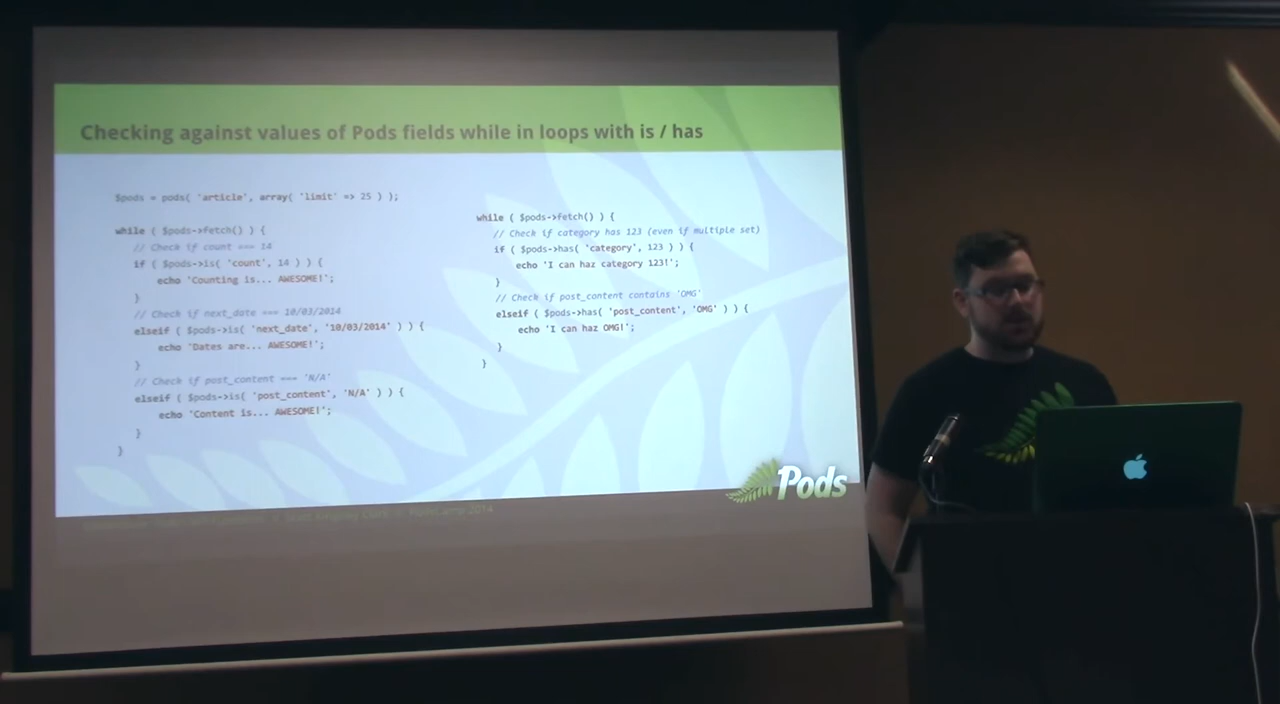 Checking against values of Pods fields while in loops with is / has
$pods = pods( 'article', array( 'limit' => 25 ) );
while ( $pods->fetch() ) {
// Check if count === 14
if ( $pods->is( 'count', 14 ) ) {
echo 'Counting is... AWESOME!';
}
// Check if next_date === 10/03/2014
elseif ( $pods->is( 'next_date', '10/03/2014' ) ) {
echo 'Dates are... AWESOME!';
}
// Check if post_content === 'N/A'
elseif ( $pods->is( 'post_content', 'N/A' ) ) {
echo 'Content is... AWESOME!';
}
}
while ( $pods->fetch() ) {
// Check if category has 123 (even if multiple set)
if ( $pods->has( 'category', 123 ) ) {
echo 'I can haz category 123!';
}
// Check if post_content contains 'OMG'
elseif ( $pods->has( 'post_content', 'OMG' ) ) {
echo 'I can haz OMG!';
}
}
Pods